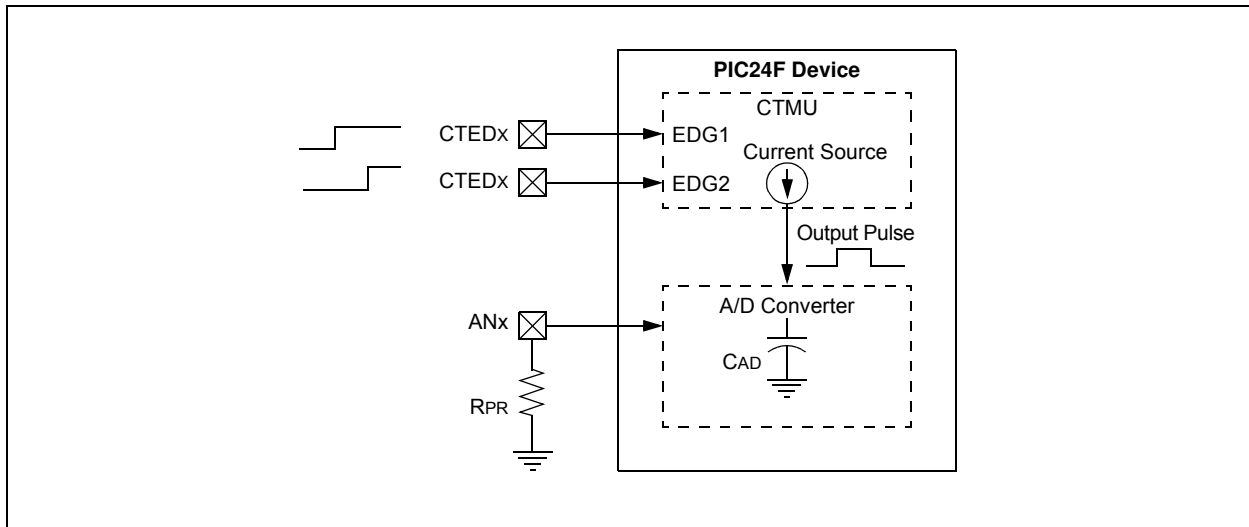 PIC24F Device
CTMU
CTEDX EDG1
Current Source
CTEDX EDG2
Output Pulse
A/D Converter
ANx
CAD
RPR